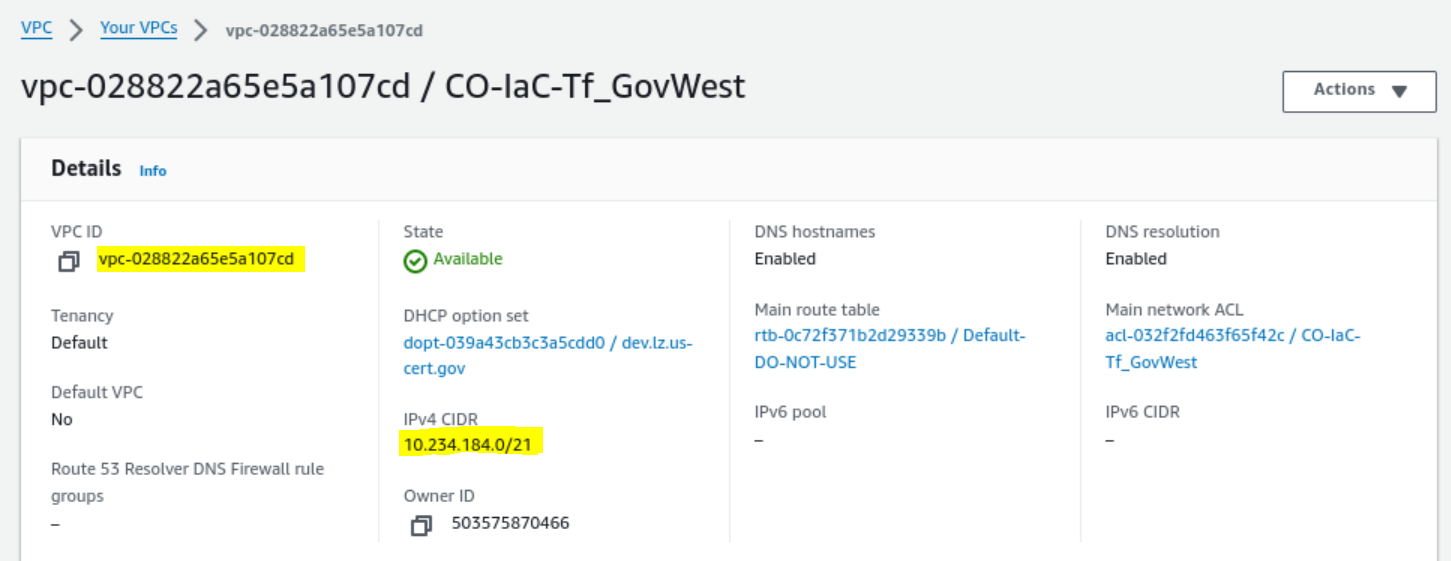 VPC > Your VPCs > vpc-028822a65e5a107cd
vpc-028822a65e5a107cd / CO-IaC-Tf_GovWest
Actions ▼
Details Info
VPC ID
vpc-028822a65e5a107cd
Tenancy
Default
Default VPC
No
Route 53 Resolver DNS Firewall rule
groups
–
State
Available
DHCP option set
dopt-039a43cb3c3a5cdd0 / dev.lz.us-
cert.gov
IPv4 CIDR
10.234.184.0/21
Owner ID
503575870466
DNS hostnames
Enabled
Main route table
rtb-0c72f371b2d29339b / Default-
DO-NOT-USE
IPv6 pool
–
DNS resolution
Enabled
Main network ACL
acl-032f2fd463f65f42c / CO-IaC-
Tf_GovWest
IPv6 CIDR
–